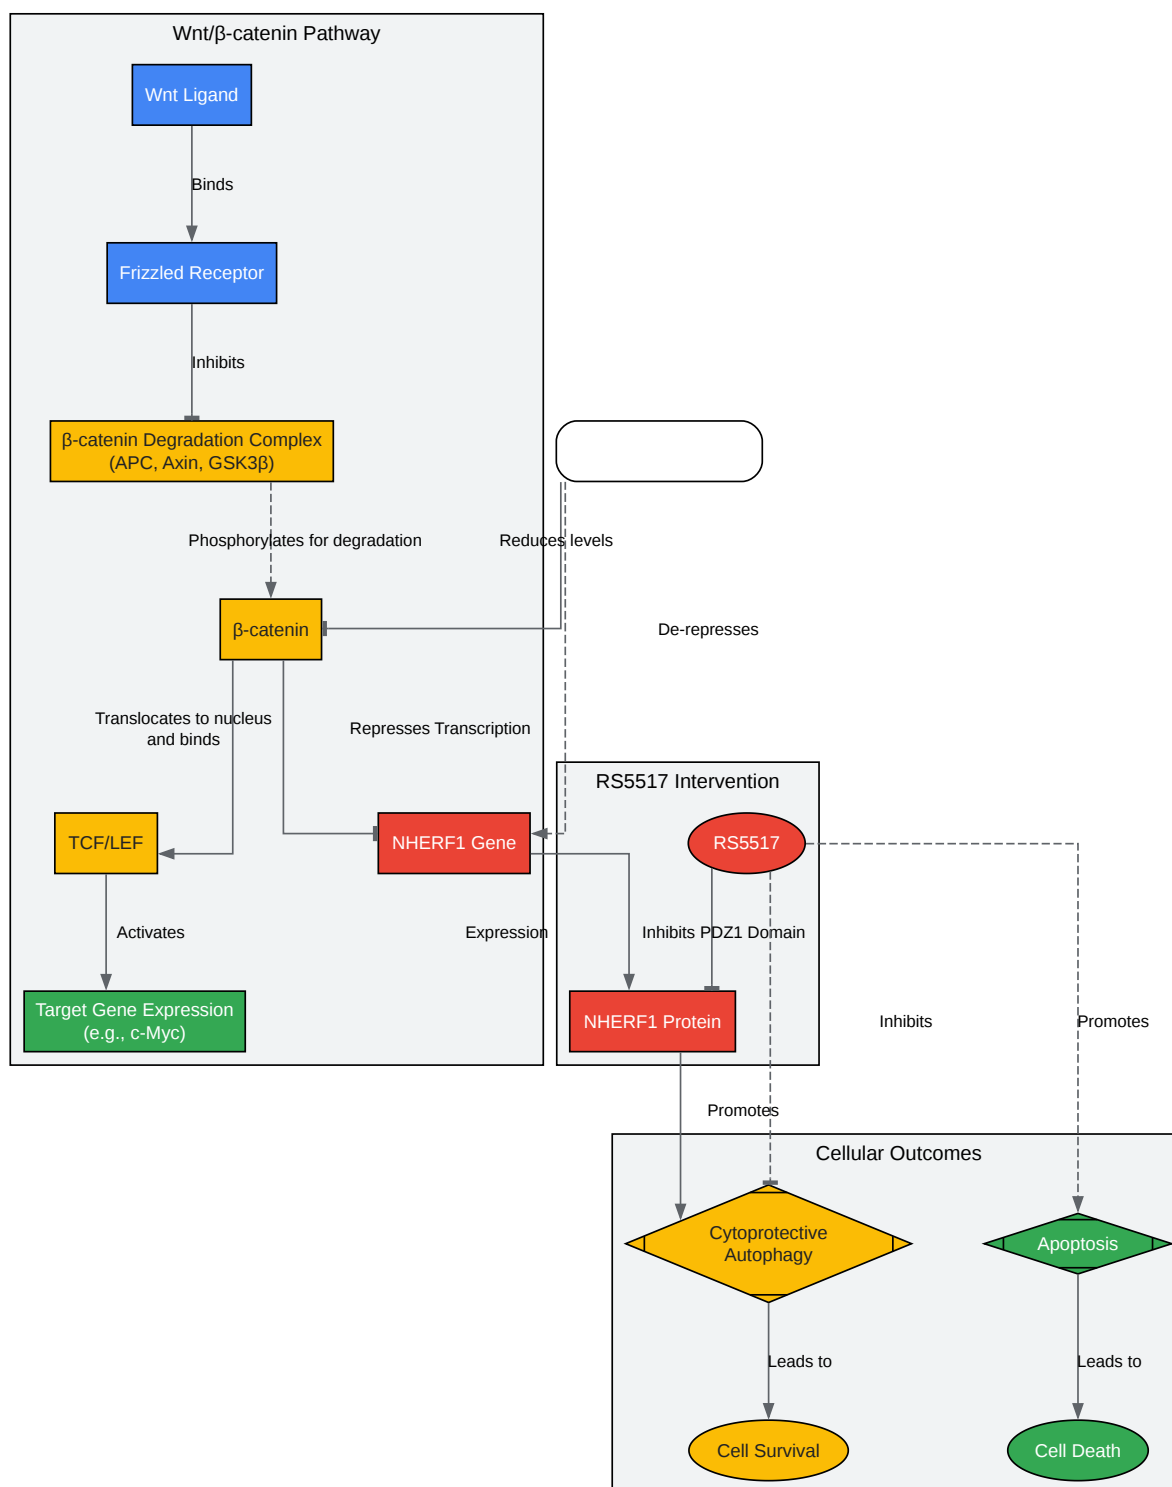 Wnt/β-catenin Pathway
Wnt Ligand
Binds
Frizzled Receptor
Inhibits
β-catenin Degradation Complex
(APC, Axin, GSK3β)
Phosphorylates for degradation
Reduces levels
β-catenin
De-represses
Translocates to nucleus
and binds
Represses Transcription
RS5517 Intervention
TCF/LEF
NHERF1 Gene
RS5517
Activates
Expression
Inhibits PDZ1 Domain
Target Gene Expression
(e.g., c-Myc)
NHERF1 Protein
Inhibits
Promotes
Promotes
Cellular Outcomes
Cytoprotective
Autophagy
Apoptosis
Leads to
Leads to
Cell Survival
Cell Death